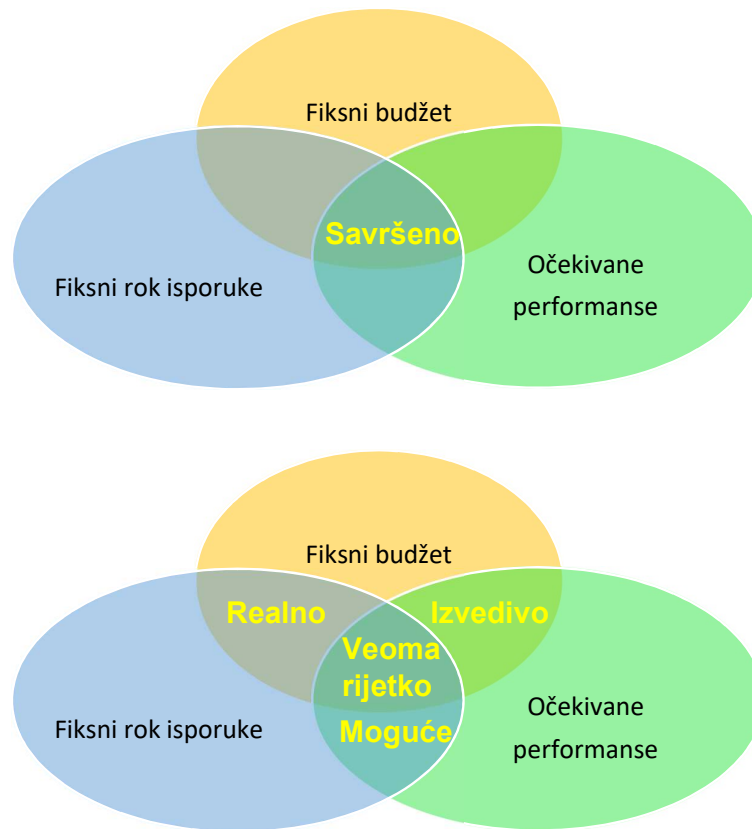 Fiksni budžet
Savršeno
Fiksni rok isporuke
Očekivane
performanse
Fiksni budžet
Realno
Izvedivo
Veoma
rijetko
Moguće
Fiksni rok isporuke
Očekivane
performanse